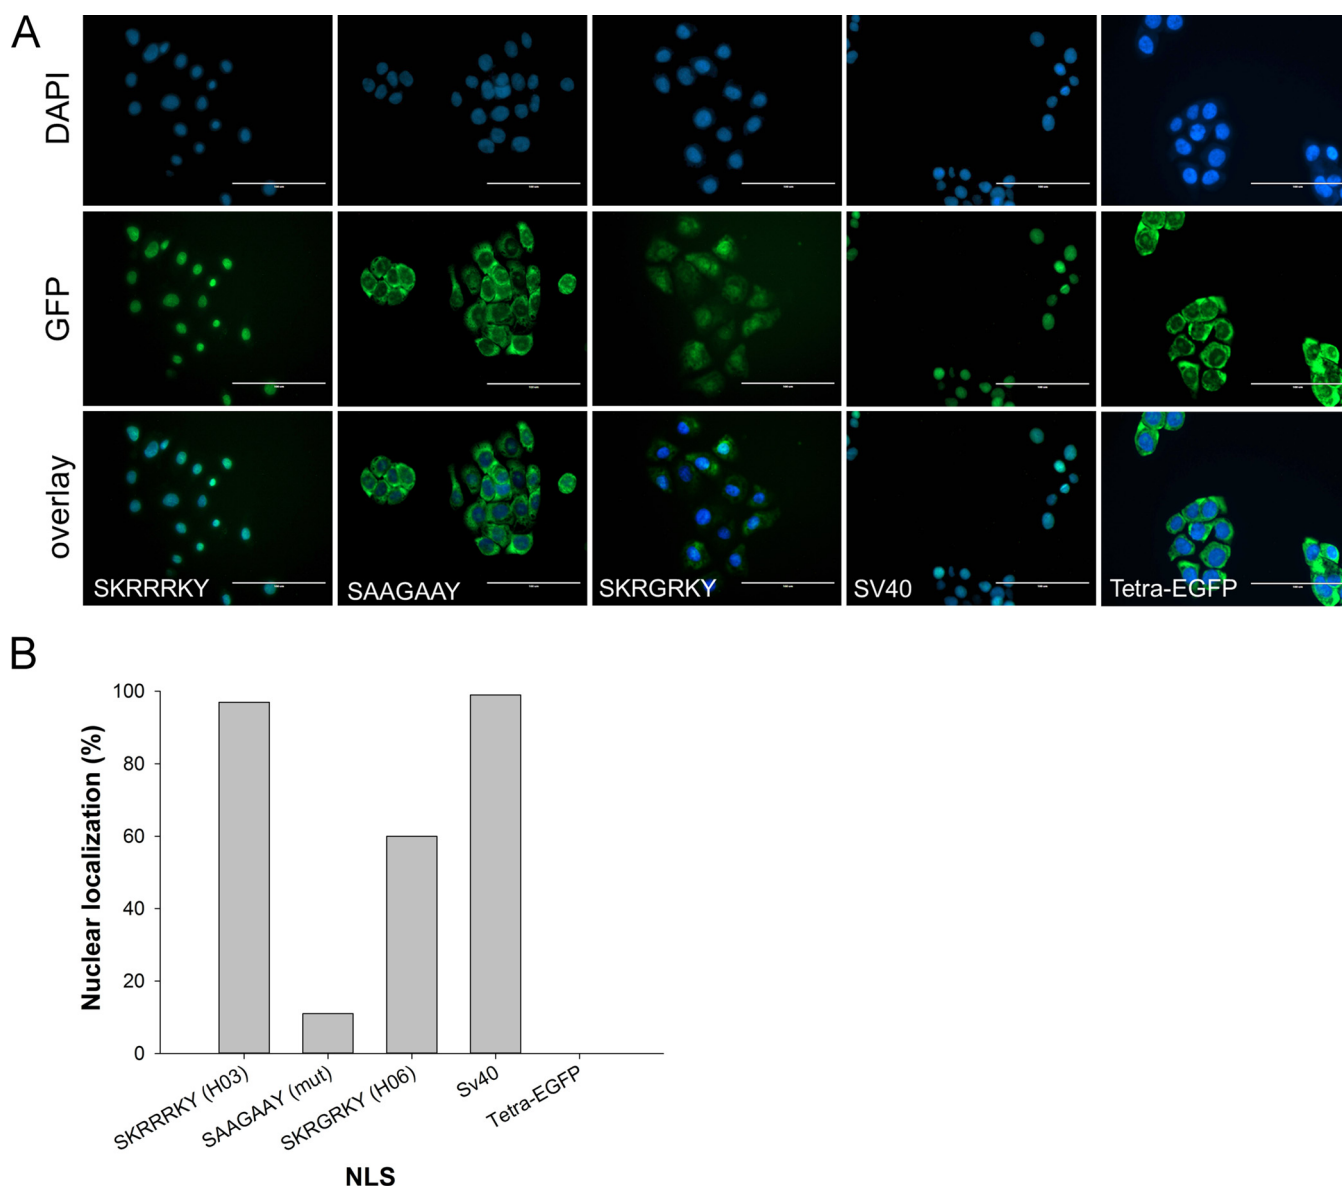 A
DAPI
GFP
overlay
SKRRRKY
SAAGAAY
SKRGRKY
SV40
Tetra-EGFP
B
Nuclear localization (%)
100
80
60
40
20
0
SKRRRKY (H03)
SAAGAAY (mut)
SKRGRKY (H06)
Sv40
Tetra-EGFP
NLS